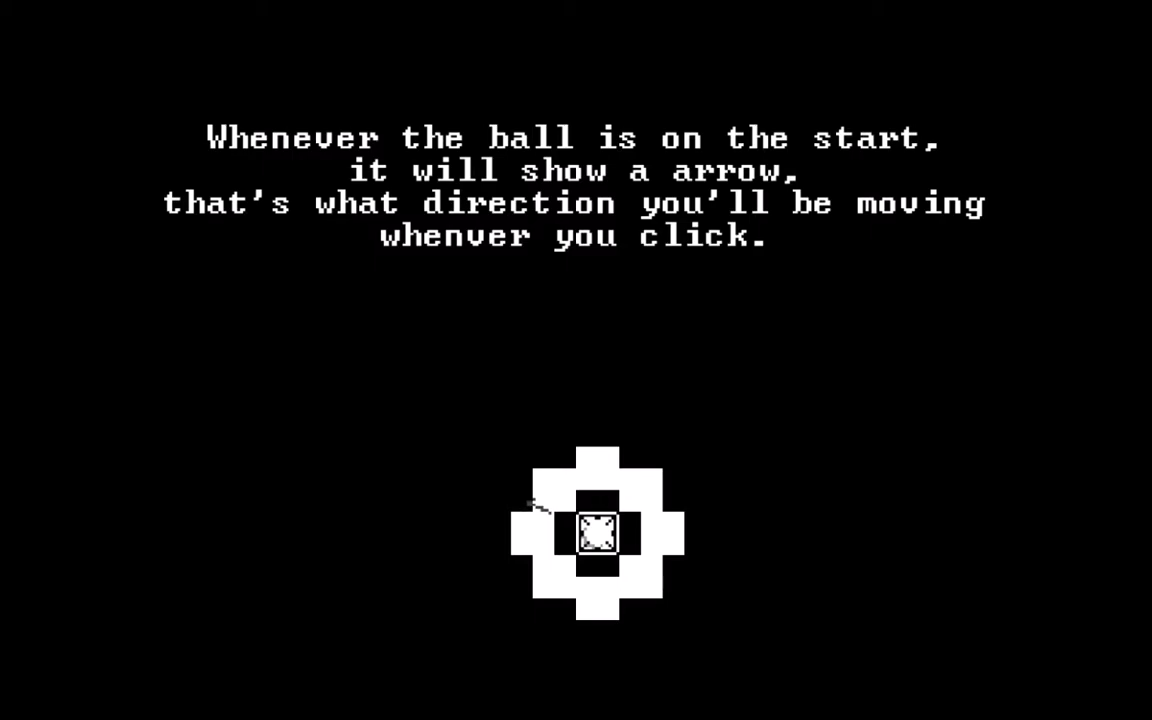 Whenever the ball is on the start,
it will show a arrow,
that's what direction you'll be moving
whenver you click.